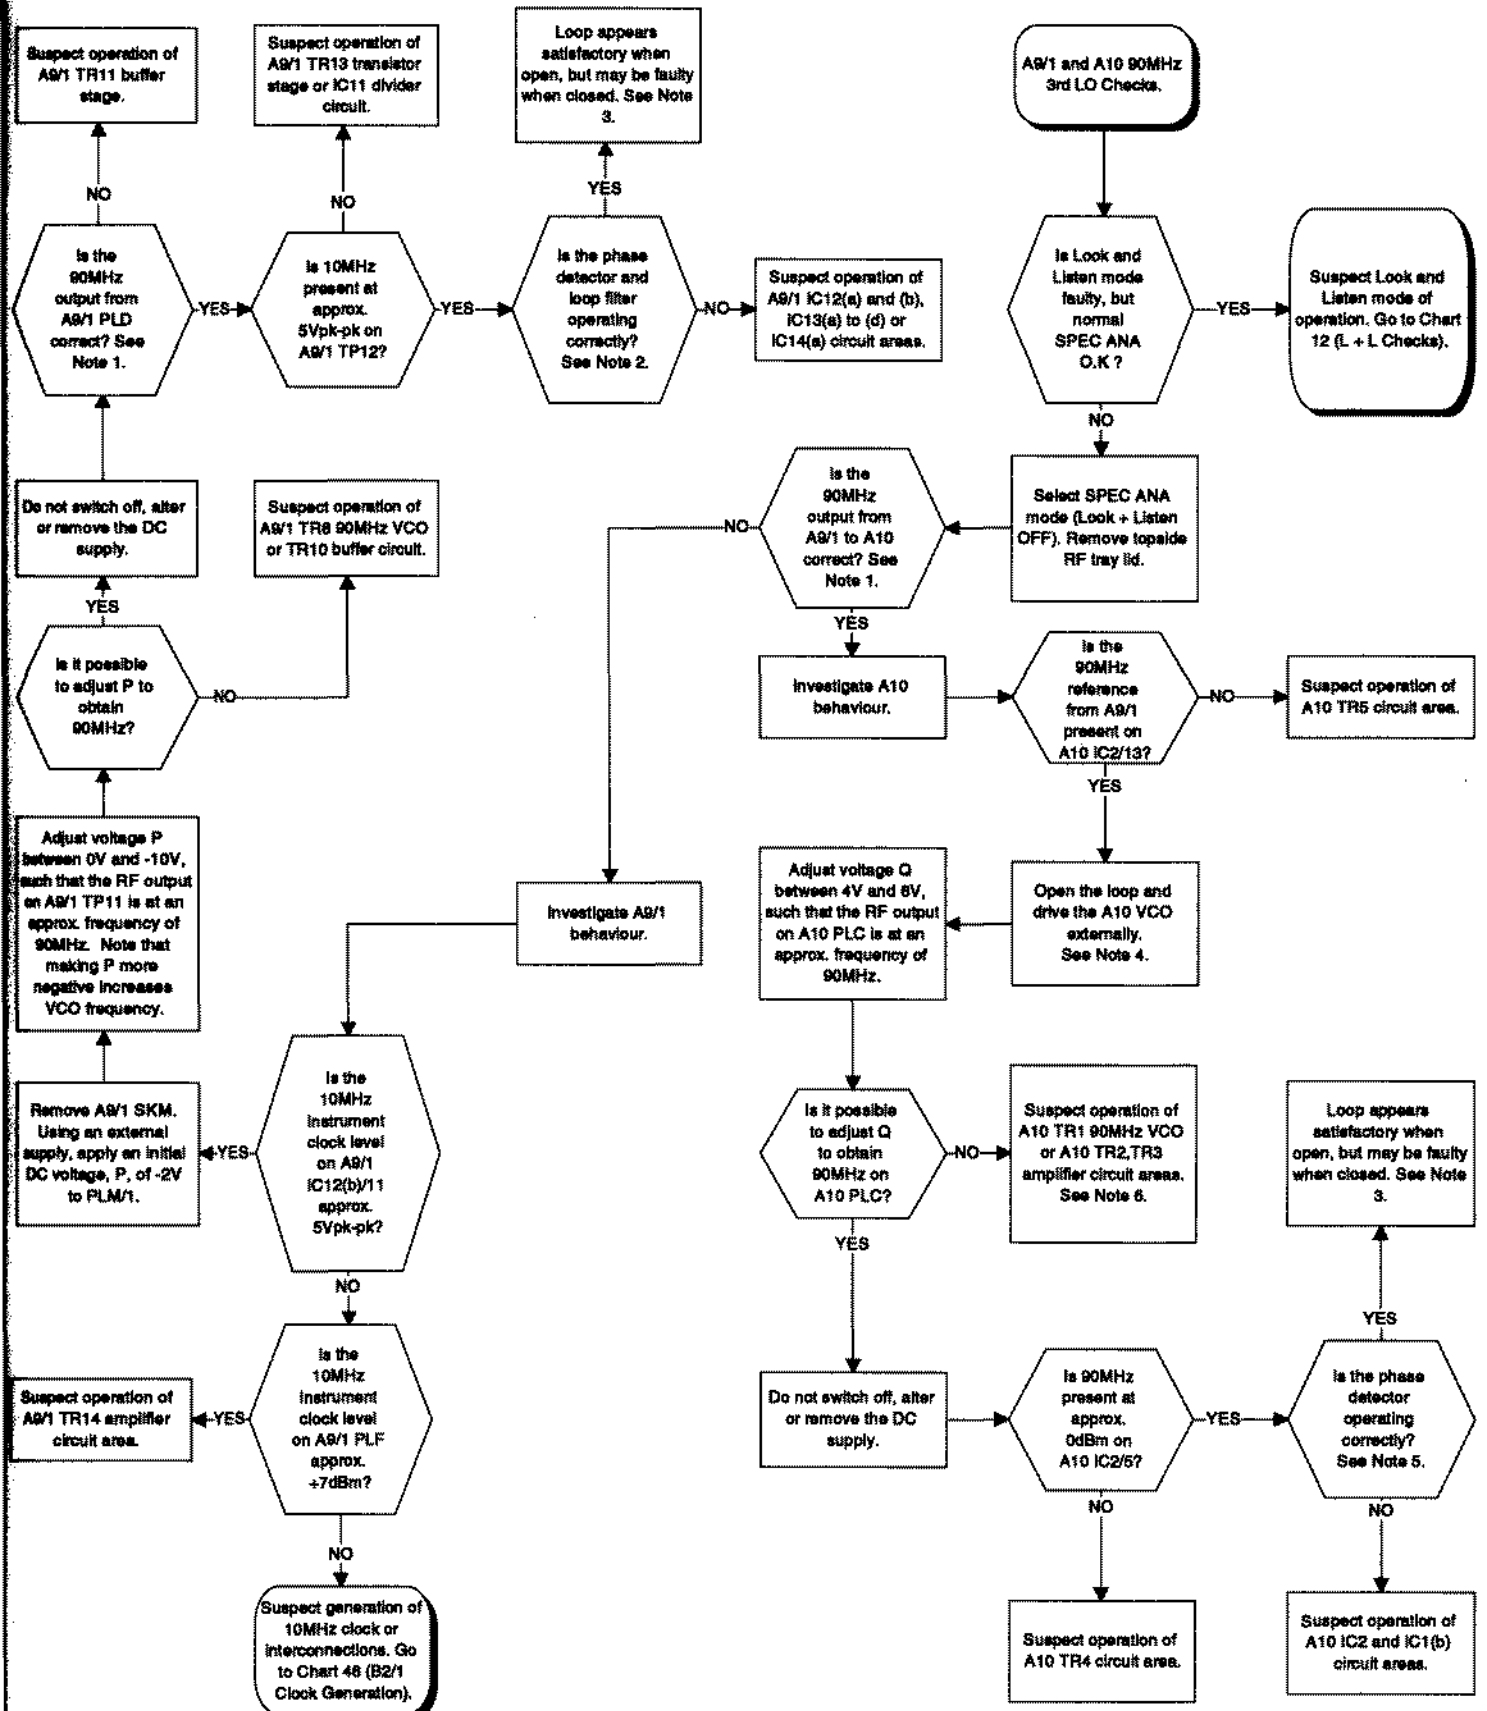 A9/1 and A10 90MHz
3rd LO Checks.
Is Look and
Listen mode
faulty, but
normal
SPEC ANA
O.K ?
YES
Suspect Look and
Listen mode of
operation. Go to Chart
12 (L + L Checks).
NO
Select SPEC ANA
mode (Look + Listen
OFF). Remove topside
RF tray lid.
Is the
90MHz
output from
A9/1 to A10
correct? See
Note 1.
NO
YES
Investigate A10
behaviour.
Is the
90MHz
reference
from A9/1
present on
A10 IC2/13?
NO
Suspect operation of
A10 TR5 circuit area.
YES
Open the loop and
drive the A10 VCO
externally.
See Note 4.
Adjust voltage Q
between 4V and 6V,
such that the RF output
on A10 PLC is at an
approx. frequency of
90MHz.
Is it possible
to adjust Q
to obtain
90MHz on
A10 PLC?
NO
Suspect operation of
A10 TR1 90MHz VCO
or A10 TR2,TR3
amplifier circuit areas.
See Note 6.
YES
Do not switch off, alter
or remove the DC
supply.
Is 90MHz
present at
approx.
0dBm on
A10 IC2/5?
NO
Suspect operation of
A10 TR4 circuit area.
YES
Is the phase
detector
operating
correctly?
See Note 5.
YES
Loop appears
satisfactory when
open, but may be faulty
when closed. See Note
3.
NO
Suspect operation of
A10 IC2 and IC1(b)
circuit areas.
Investigate A9/1
behaviour.
Is the
10MHz
instrument
clock level
on A9/1
IC12(b)/11
approx.
5Vpk-pk?
NO
Is the
10MHz
instrument
clock level
on A9/1 PLF
approx.
+7dBm?
YES
Suspect operation of
A9/1 TR14 amplifier
circuit area.
NO
Suspect generation of
10MHz clock or
interconnections. Go
to Chart 46 (B2/1
Clock Generation).
YES
Remove A9/1 SKM.
Using an external
supply, apply an initial
DC voltage, P, of -2V
to PLM/1.
Adjust voltage P
between 0V and -10V,
such that the RF output
on A9/1 TP11 is at an
approx. frequency of
90MHz. Note that
making P more
negative increases
VCO frequency.
Is it possible
to adjust P to
obtain
90MHz?
NO
Suspect operation of
A9/1 TR8 90MHz VCO
or TR10 buffer circuit.
YES
Do not switch off, alter
or remove the DC
supply.
Is the
90MHz
output from
A9/1 PLD
correct? See
Note 1.
NO
Suspect operation of
A9/1 TR11 buffer
stage.
YES
Is 10MHz
present at
approx.
5Vpk-pk on
A9/1 TP12?
NO
Suspect operation of
A9/1 TR13 transistor
stage or IC11 divider
circuit.
YES
Is the phase
detector and
loop filter
operating
correctly?
See Note 2.
YES
Loop appears
satisfactory when
open, but may be faulty
when closed. See Note
3.
NO
Suspect operation of
A9/1 IC12(a) and (b),
IC13(a) to (d) or
IC14(a) circuit areas.